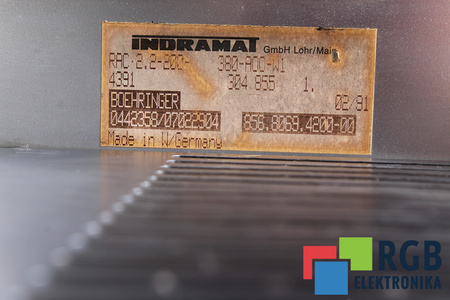 INDRAMAT GmbH Lohr/Main
RAC 2.2-200- 380-A00-W1
4391 304 855 1.
BOEHRINGER 02/91
0442358/07022904 856.8069.4200-00
Made in W/Germany
RGB
ELEKTRONIKA